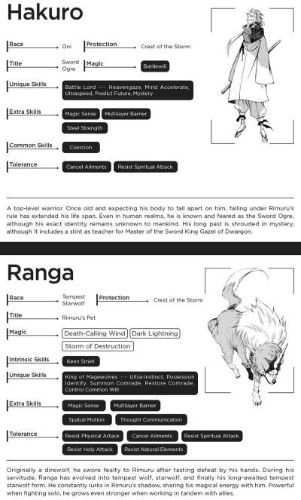 Hakuro
Race Oni Protection Crest of the Storm
Title Sword Ogre Magic Battlewill
Unique Skills Battle Lord --- Heavengaze, Mind Accelerate,
Ultraspeed, Predict Future, Mystery
Extra Skills Magic Sense Multilayer Barrier
Steel Strength
Common Skills Coercion
Tolerance Cancel Ailments Resist Spiritual Attack
A top-level warrior. Once old and expecting his body to fall apart on him, falling under Rimuru's
rule has extended his life span. Even in human realms, he is known and feared as the Sword Ogre,
although his exact identity remains unknown to mankind. His long past is shrouded in mystery,
although it includes a stint as teacher for Master of the Sword King Gazel of Dwargon.
Ranga
Race Tempest Starwolf Protection Crest of the Storm
Title Rimuru's Pet
Magic Death-Calling Wind Dark Lightning
Storm of Destruction
Intrinsic Skills Keen Smell
Unique Skills King of Magewolves --- Ultra-Instinct, Possession
Identity, Summon Comrade, Restore Comrade,
Control Common Will
Extra Skills Magic Sense Multilayer Barrier
Spatial Motion Thought Communication
Tolerance Resist Physical Attack Cancel Ailments Resist Spiritual Attack
Resist Holy Attack Resist Natural Elements
Originally a direwolf, he swore fealty to Rimuru after tasting defeat by his hands. During his
servitude, Ranga has evolved into tempest wolf, starwolf, and finally his long-awaited tempest
starwolf form. He constantly lurks in Rimuru's shadow, sharing his magical energy with him. Powerful
when fighting solo, he grows even stronger when working in tandem with allies.